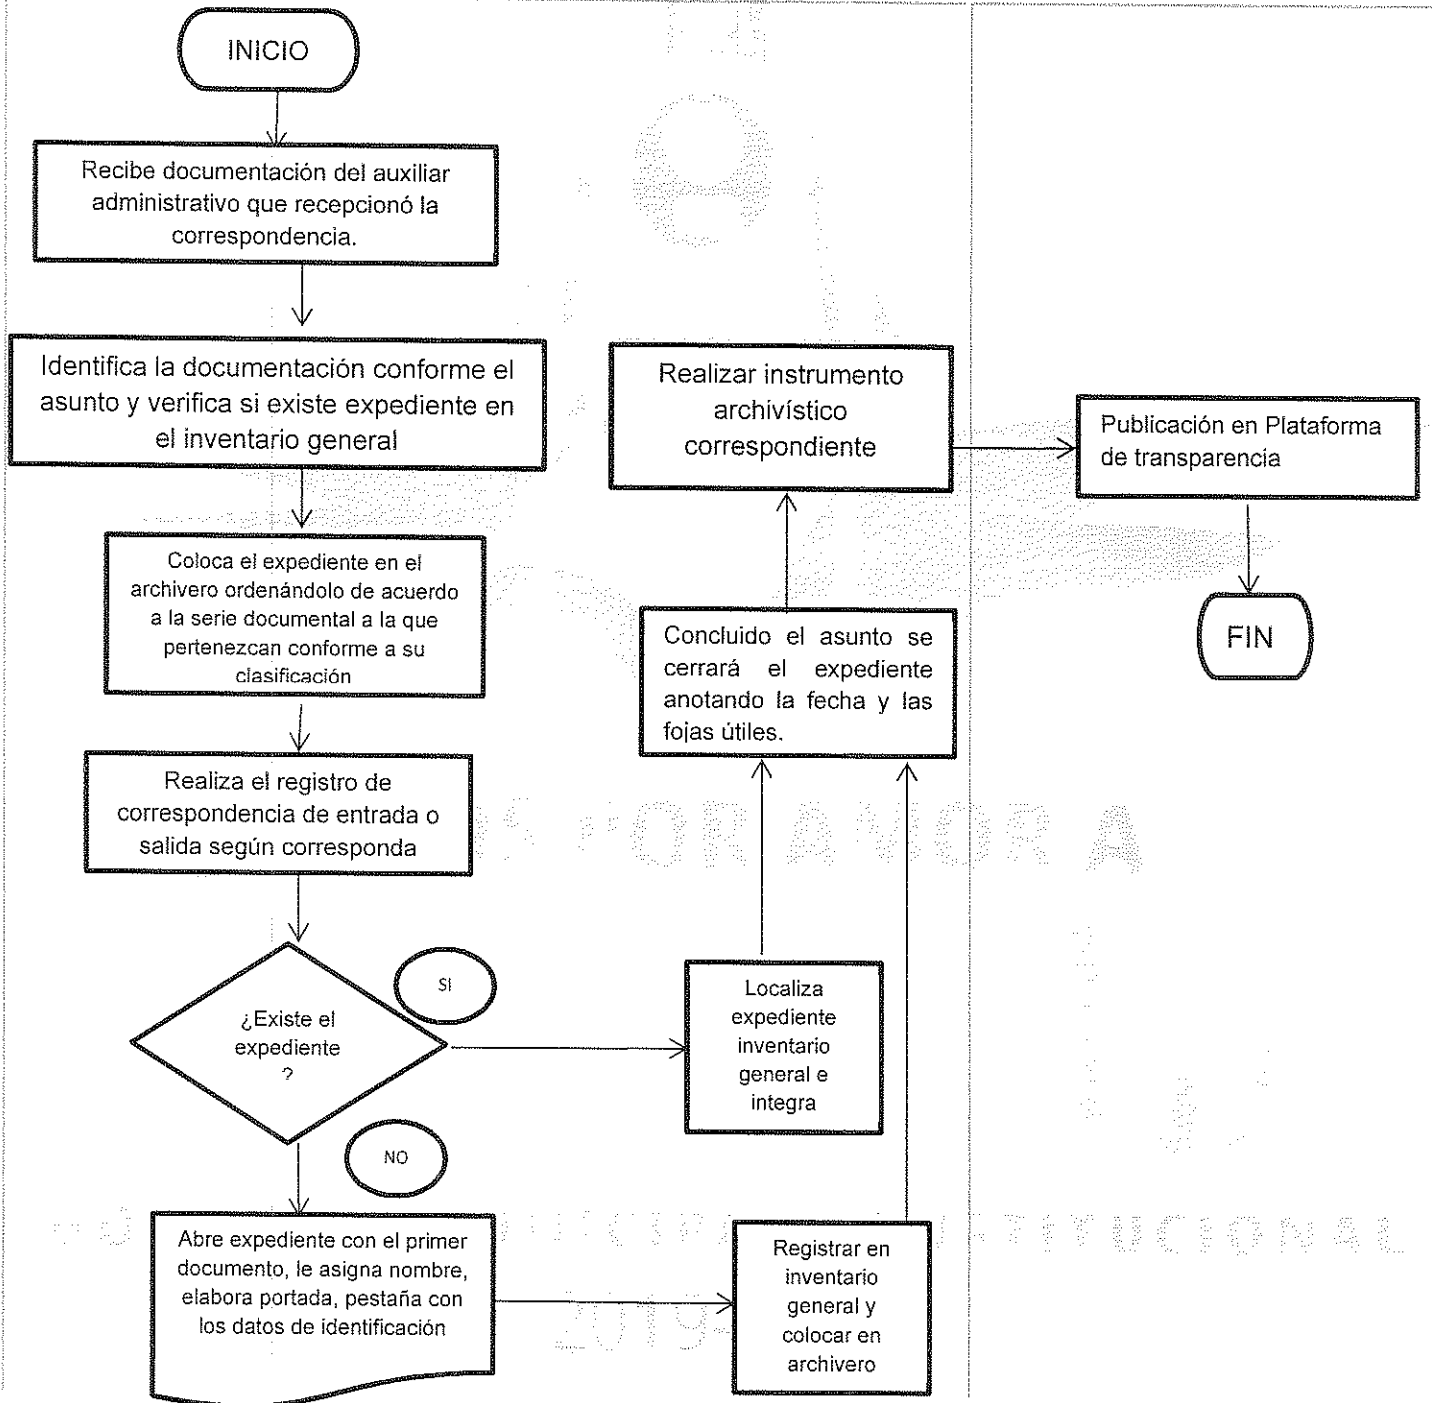 INICIO
Recibe documentación del auxiliar
administrativo que recepcionó la
correspondencia.
Identifica la documentación conforme el
asunto y verifica si existe expediente en
el inventario general
Coloca el expediente en el
archivero ordenándolo de acuerdo
a la serie documental a la que
pertenezcan conforme a su
clasificación
Realiza el registro de
correspondencia de entrada o
salida según corresponda
¿Existe el
expediente
?
SI
NO
Abre expediente con el primer
documento, le asigna nombre,
elabora portada, pestaña con
los datos de identificación
Localiza
expediente
inventario
general e
integra
Registrar en
inventario
general y
colocar en
archivero
Concluido el asunto se
cerrará el expediente
anotando la fecha y las
fojas útiles.
Realizar instrumento
archivístico
correspondiente
Publicación en Plataforma
de transparencia
FIN
POR AMOR A
2019-